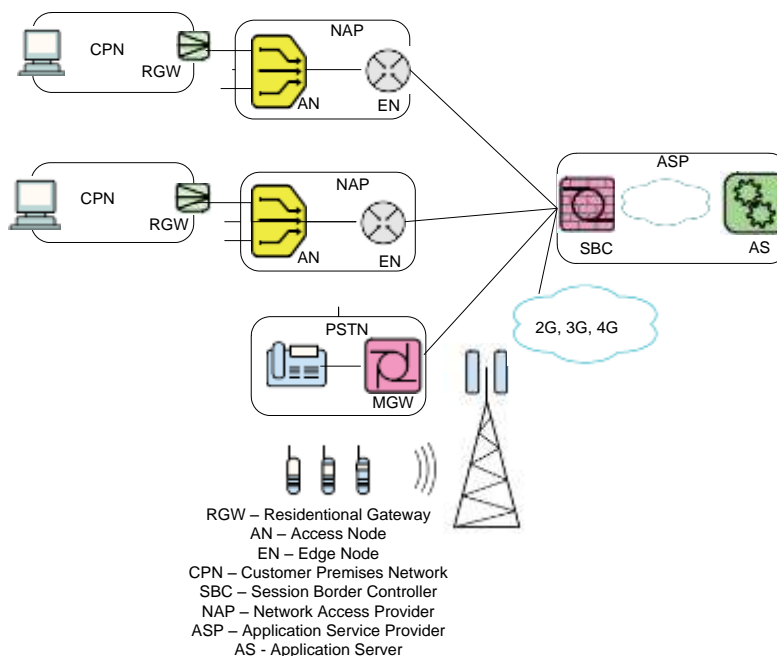 NAP
CPN
RGW
AN
EN
ASP
NAP
CPN
RGW
AN
EN
SBC
AS
2G, 3G, 4G
PSTN
MGW
RGW – Residentional Gateway
AN – Access Node
EN – Edge Node
CPN – Customer Premises Network
SBC – Session Border Controller
NAP – Network Access Provider
ASP – Application Service Provider
AS - Application Server